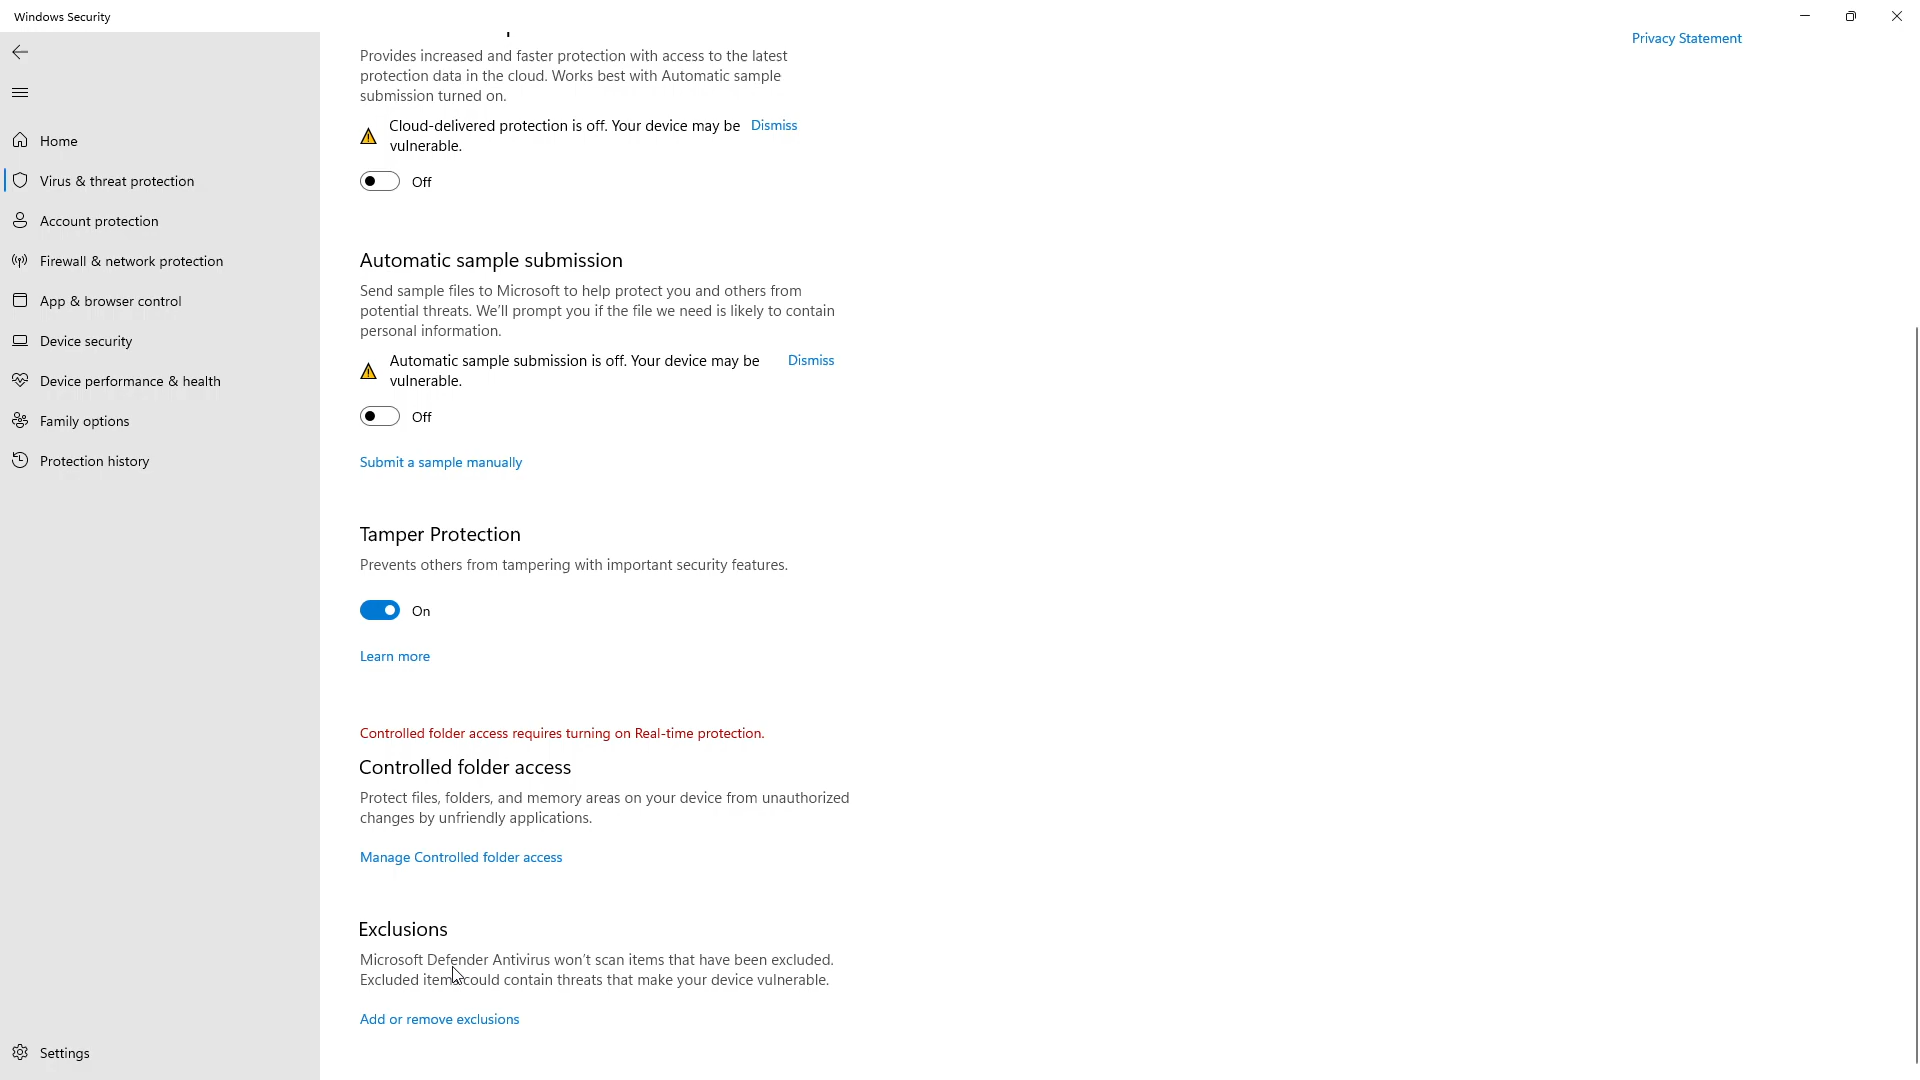 Windows Security
Privacy Statement
Provides increased and faster protection with access to the latest
protection data in the cloud. Works best with Automatic sample
submission turned on.
Cloud-delivered protection is off. Your device may be
vulnerable.
Dismiss
Off
Home
Virus & threat protection
Account protection
Firewall & network protection
App & browser control
Device security
Device performance & health
Family options
Protection history
Automatic sample submission
Send sample files to Microsoft to help protect you and others from
potential threats. We'll prompt you if the file we need is likely to contain
personal information.
Automatic sample submission is off. Your device may be
vulnerable.
Dismiss
Off
Submit a sample manually
Tamper Protection
Prevents others from tampering with important security features.
On
Learn more
Controlled folder access requires turning on Real-time protection.
Controlled folder access
Protect files, folders, and memory areas on your device from unauthorized
changes by unfriendly applications.
Manage Controlled folder access
Exclusions
Microsoft Defender Antivirus won't scan items that have been excluded.
Excluded items could contain threats that make your device vulnerable.
Add or remove exclusions
Settings